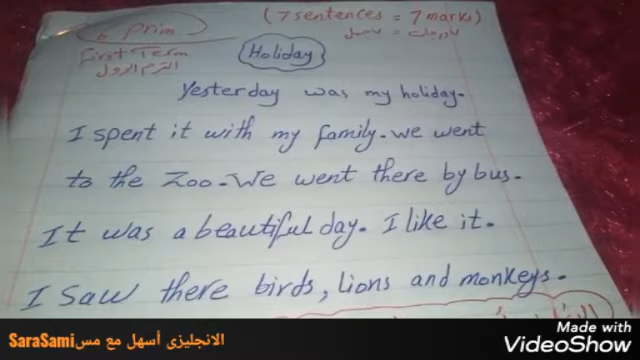 6 Prim
(7 sentences = 7 marks)
First Term
الترم الاول
Holiday
Yesterday was my holiday.
I spent it with my family. we went
to the Zoo. We went there by bus.
It was a beautiful day. I like it.
I saw there birds, lions and monkeys.
الانجليزى أسهل مع مس SaraSami
Made with
VideoShow